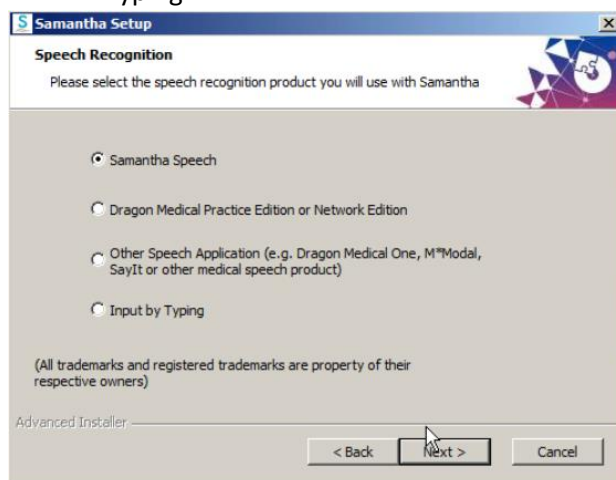 Samantha Setup
Speech Recognition
Please select the speech recognition product you will use with Samantha
Samantha Speech
Dragon Medical Practice Edition or Network Edition
Other Speech Application (e.g. Dragon Medical One, M*Modal,
SayIt or other medical speech product)
Input by Typing
(All trademarks and registered trademarks are property of their
respective owners)
Advanced Installer
< Back Next > Cancel